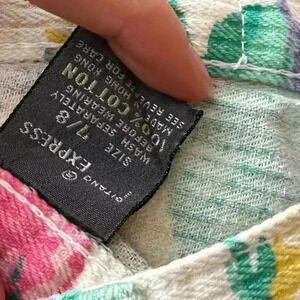 EXPRESS®
SIZE 7/8
WASH SEPARATELY
BEFORE WEARING
100% COTTON
MADE IN HONG KONG
SEE REVERSE FOR CARE